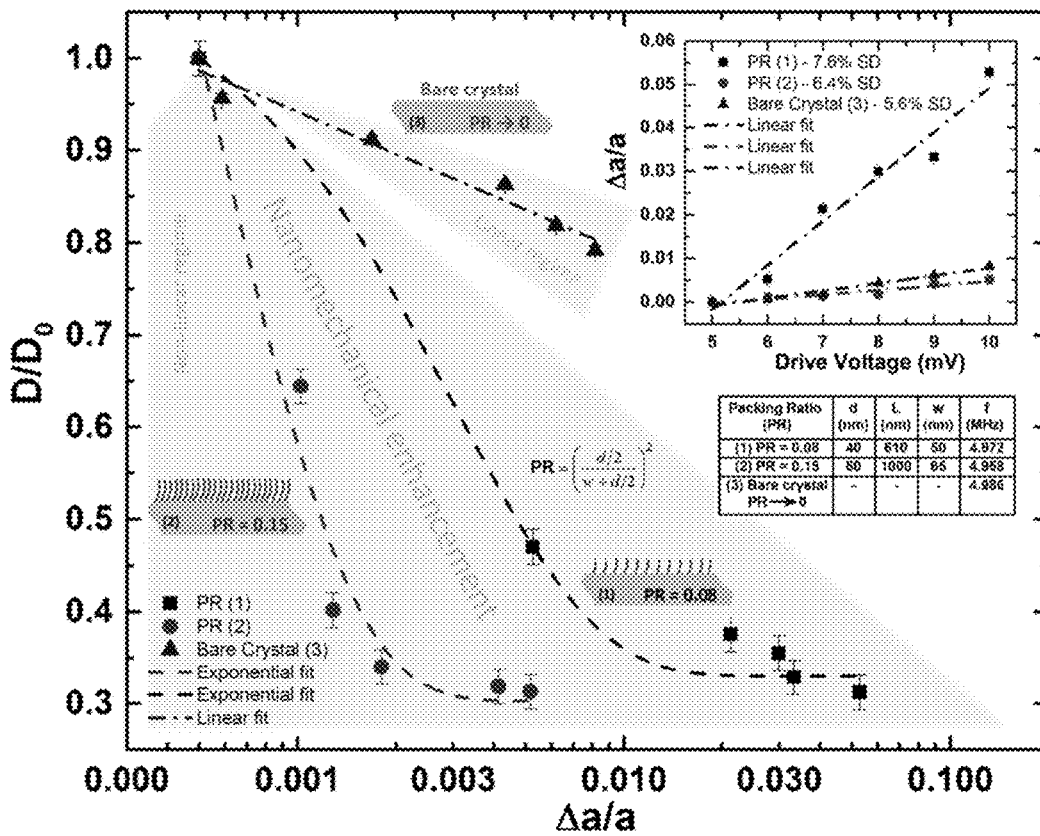 D/D0
1.0
0.9
0.8
0.7
0.6
0.5
0.4
0.3
Bare crystal
(3) PR → 0
Nanomechanical enhancement
PR = ( d/2 / w + d/2 )²
(2) PR = 0.15
(1) PR = 0.08
PR (1)
PR (2)
Bare Crystal (3)
Exponential fit
Exponential fit
Linear fit
0.000
0.001
0.003
0.010
0.030
0.100
Δa/a
0.06
0.05
0.04
0.03
0.02
0.01
0.00
Δa/a
PR (1) - 7.6% SD
PR (2) - 6.4% SD
Bare Crystal (3) - 5.6% SD
Linear fit
Linear fit
Linear fit
5 6 7 8 9 10
Drive Voltage (mV)
Packing Ratio (PR) d (nm) L (nm) w (nm) f (MHz)
(1) PR = 0.08 40 610 50 4.972
(2) PR = 0.15 80 1000 65 4.958
(3) Bare crystal PR → 0 - - - 4.986